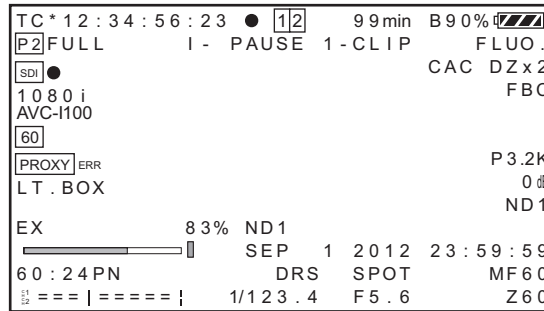 TC*12:34:56:23 ● 12 99min B90%
P2 FULL I- PAUSE 1-CLIP FLUO.
SDI ● CAC DZx2
1080i FBC
AVC-I100
60
PROXY ERR P3.2K
LT.BOX 0dB
ND1
EX 83% ND1
SEP 1 2012 23:59:59
60:24PN DRS SPOT MF60
1/123.4 F5.6 Z60